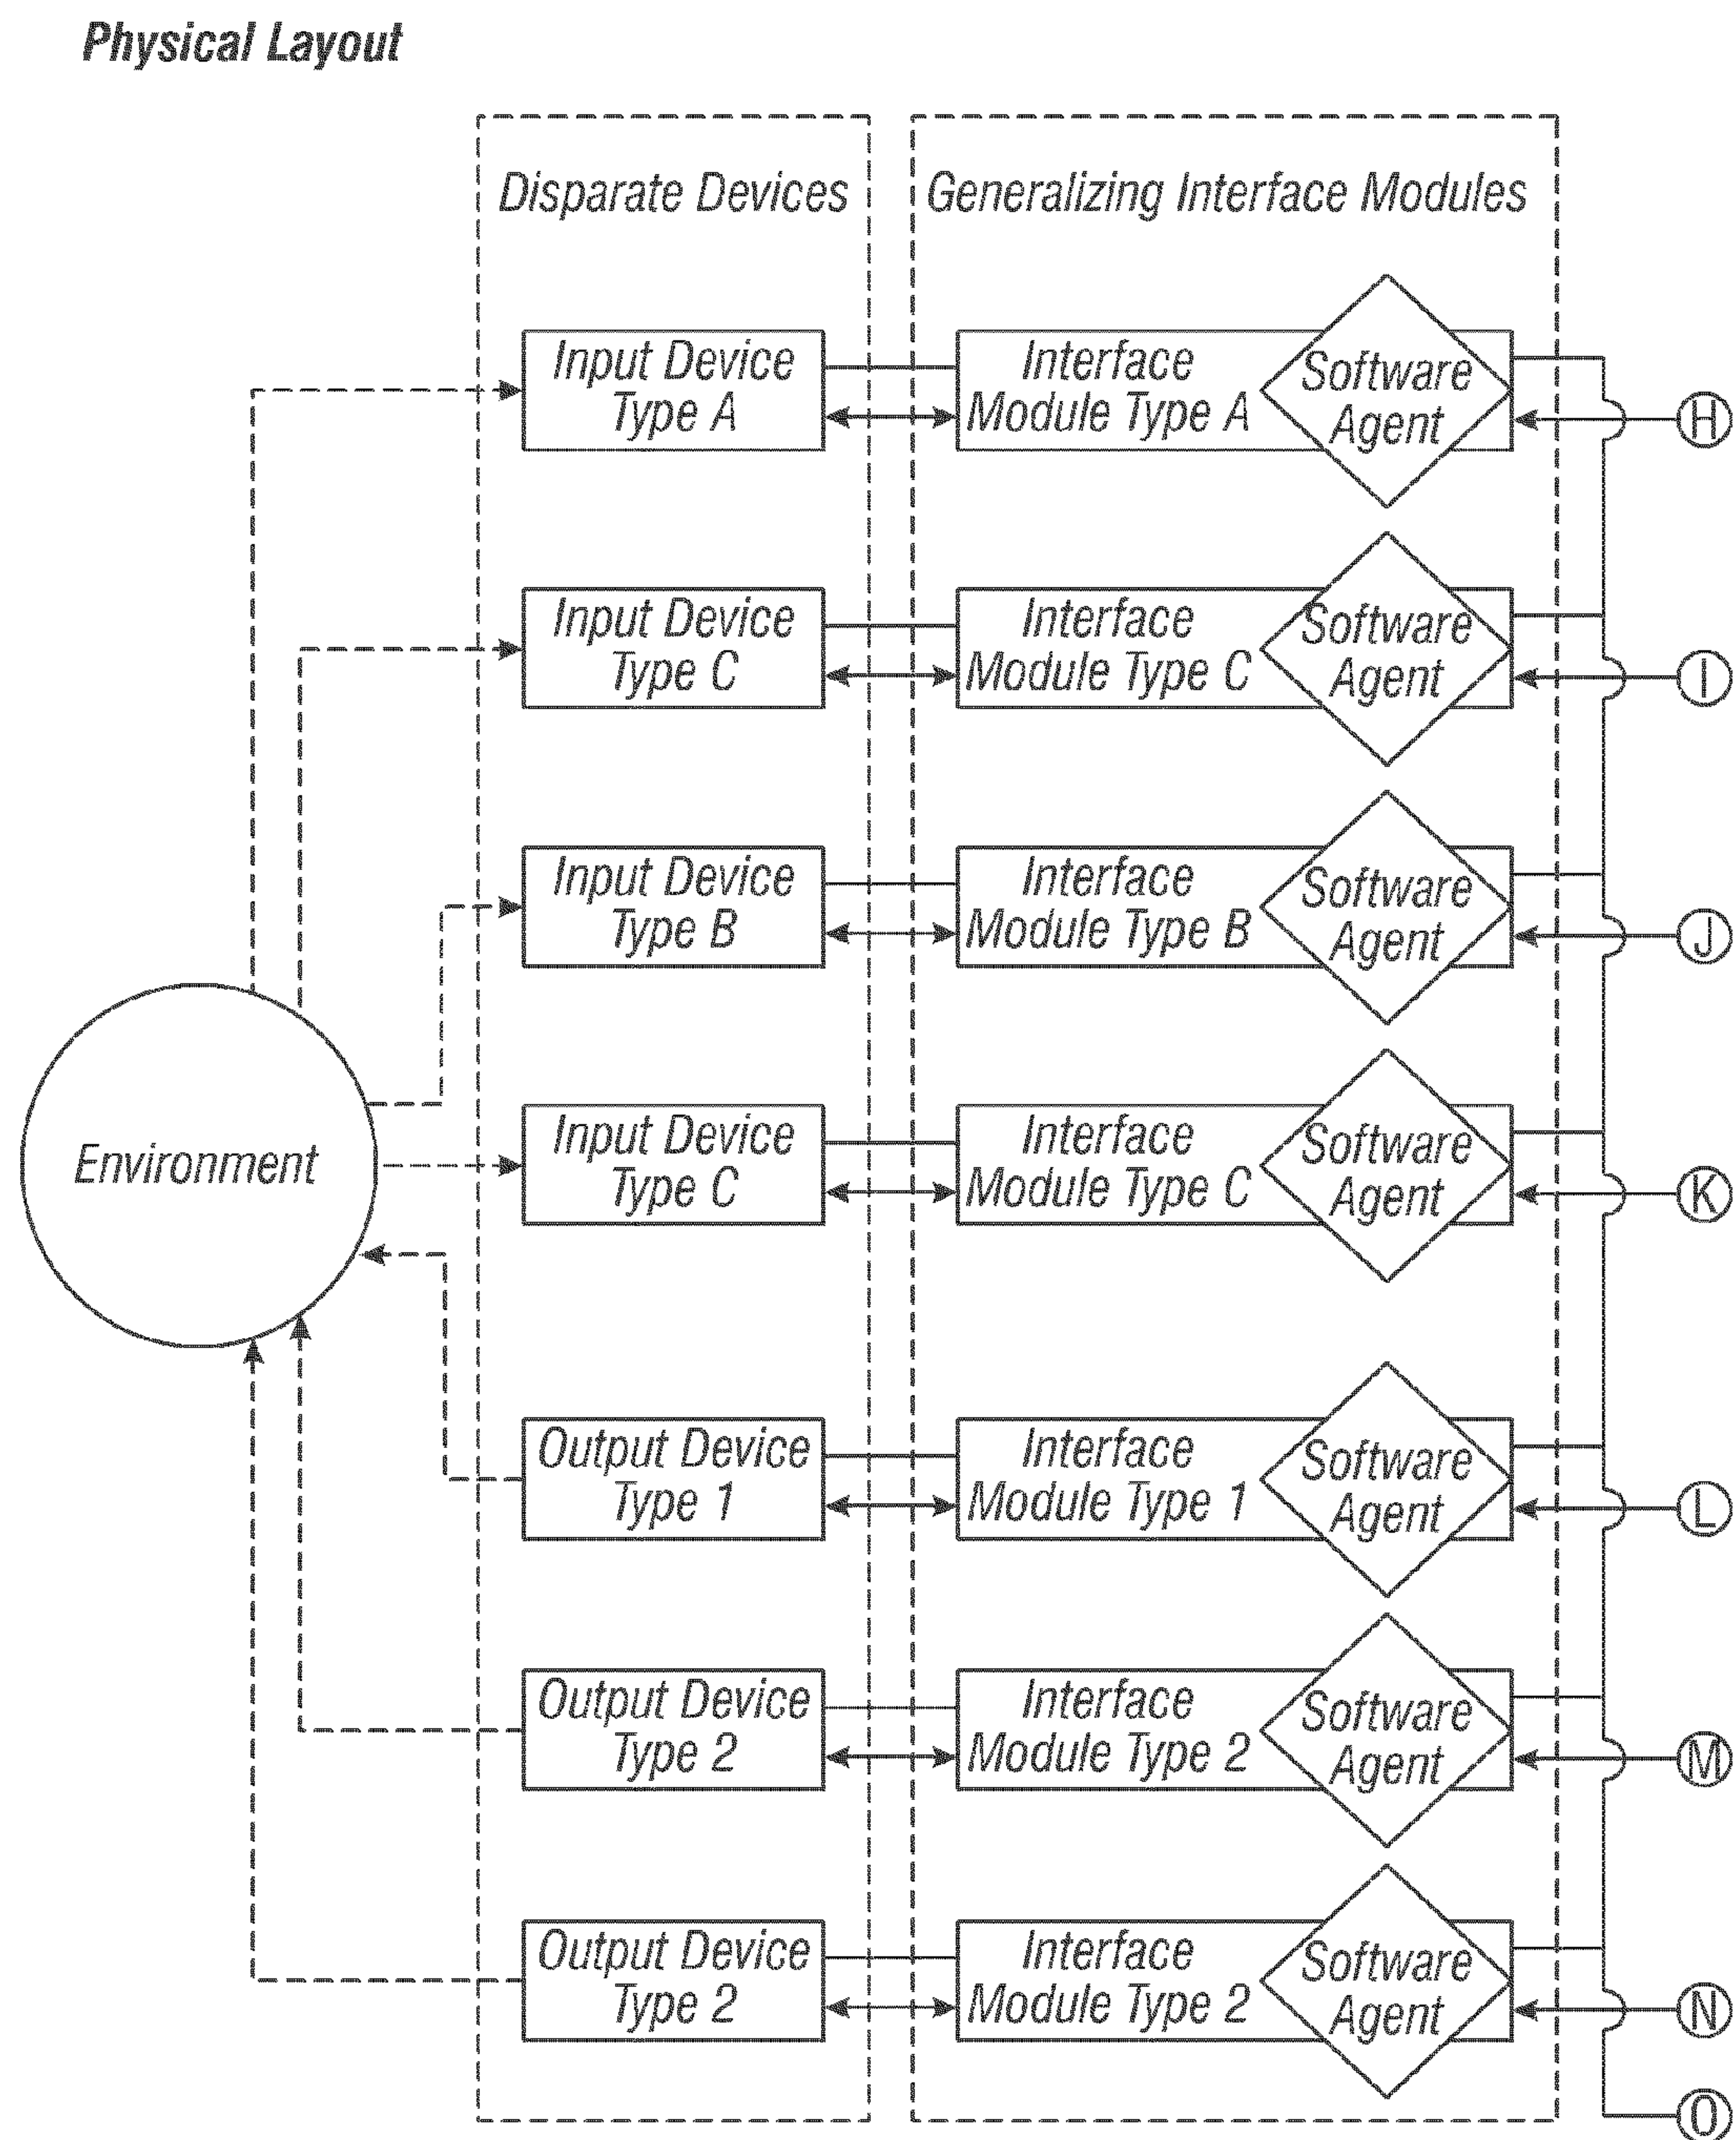 Physical Layout
Disparate Devices
Generalizing Interface Modules
Input Device
Type A
Interface
Module Type A
Software
Agent
H
Input Device
Type C
Interface
Module Type C
Software
Agent
I
Input Device
Type B
Interface
Module Type B
Software
Agent
J
Environment
Input Device
Type C
Interface
Module Type C
Software
Agent
K
Output Device
Type 1
Interface
Module Type 1
Software
Agent
L
Output Device
Type 2
Interface
Module Type 2
Software
Agent
M
Output Device
Type 2
Interface
Module Type 2
Software
Agent
N
O